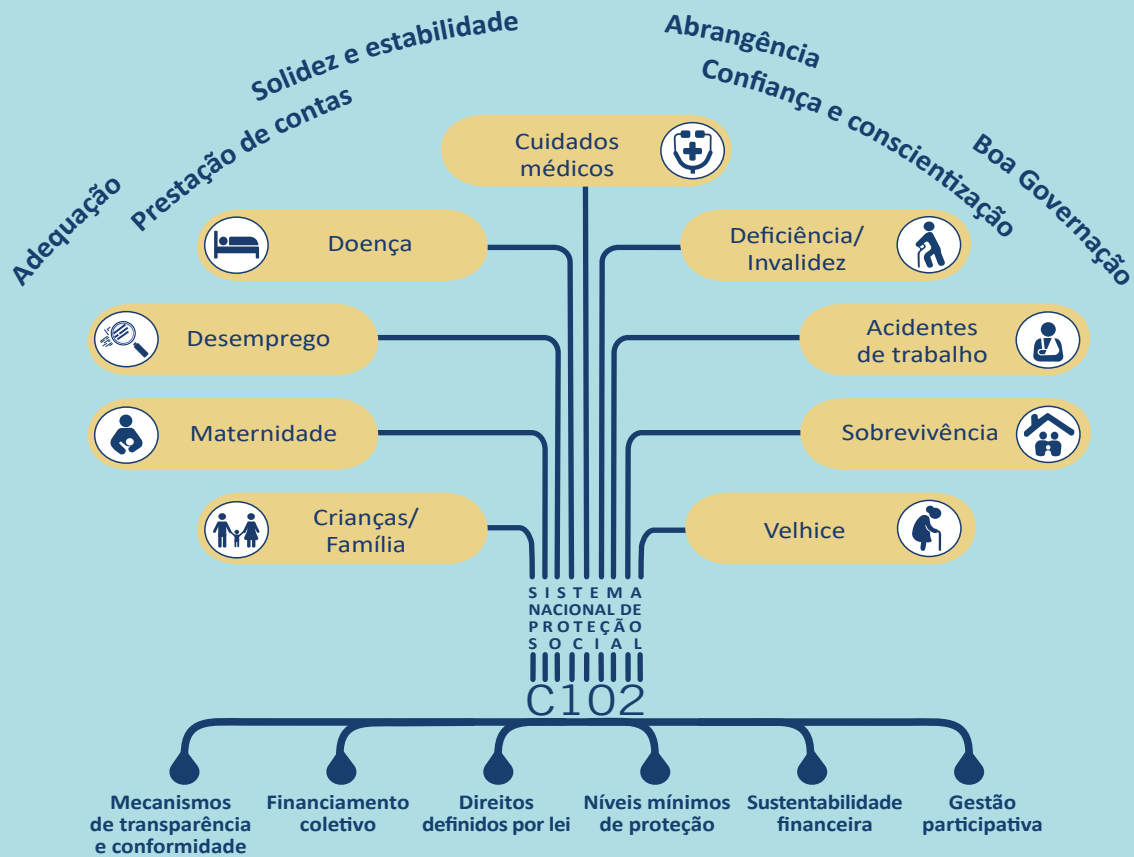 Adequação
Prestação de contas
Solidez e estabilidade
Abrangência
Confiança e conscientização
Boa Governação
Cuidados
médicos
Doença
Deficiência/
Invalidez
Desemprego
Acidentes
de trabalho
Maternidade
Sobrevivência
Crianças/
Família
Velhice
SISTEMA
NACIONAL DE
PROTEÇÃO
SOCIAL
C102
Mecanismos
de transparência
e conformidade
Financiamento
coletivo
Direitos
definidos por lei
Níveis mínimos
de proteção
Sustentabilidade
financeira
Gestão
participativa